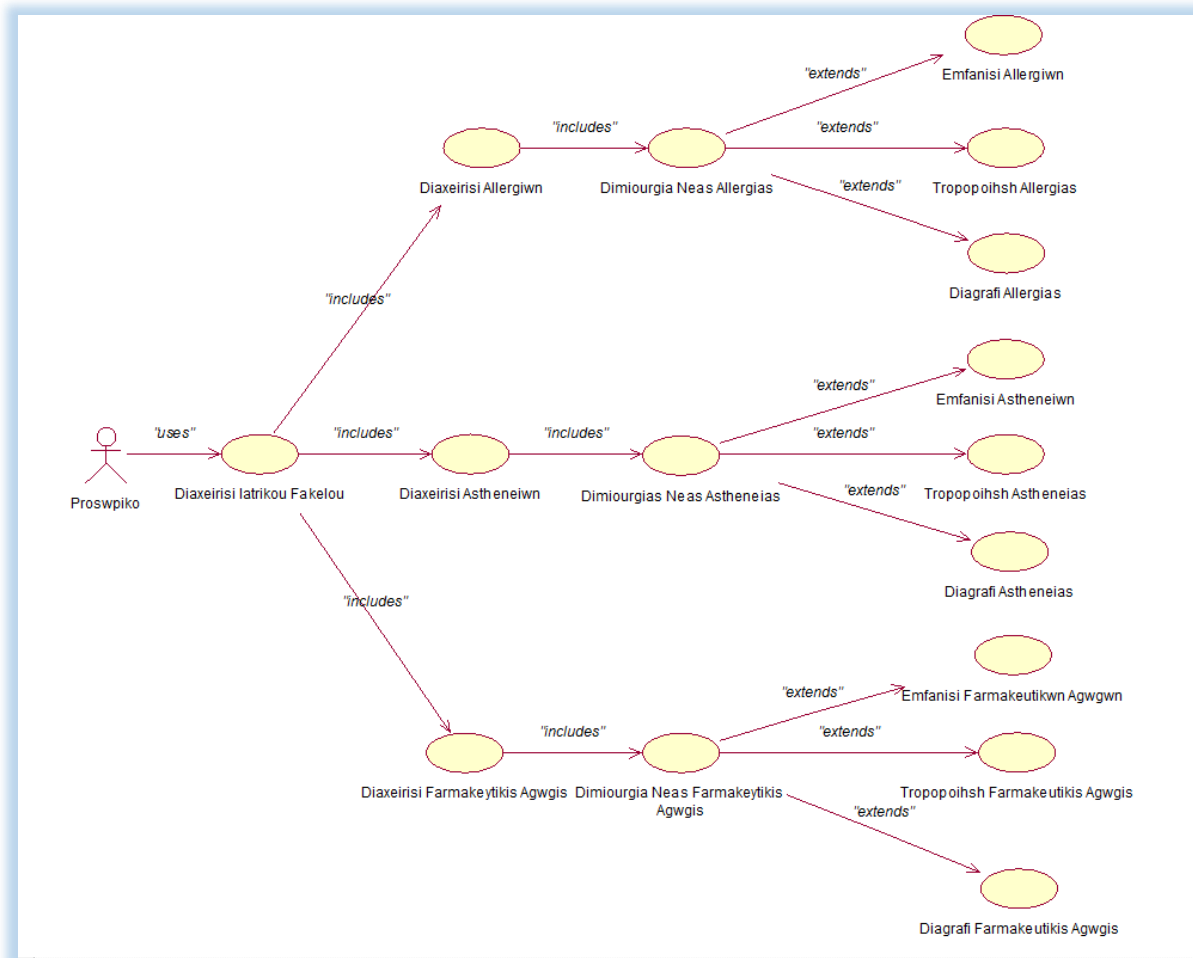 "extends"
Emfanisi Allergiwn
"includes"
"extends"
Diaxeirisi Allergiwn
Dimiourgia Neas Allergias
Tropopoihsh Allergias
"extends"
Diagrafi Allergias
"includes"
"extends"
Emfanisi Astheneiwn
"uses"
"includes"
"includes"
"extends"
Proswpiko
Diaxeirisi Iatrikou Fakelou
Diaxeirisi Astheneiwn
Dimiourgias Neas Astheneias
Tropopoihsh Astheneias
"extends"
Diagrafi Astheneias
"includes"
"extends"
Emfanisi Farmakeutikwn Agwgwn
"includes"
"extends"
Diaxeirisi Farmakeytikis Agwgis
Dimiourgia Neas Farmakeytikis
Agwgis
Tropopoihsh Farmakeutikis Agwgis
"extends"
Diagrafi Farmakeutikis Agwgis